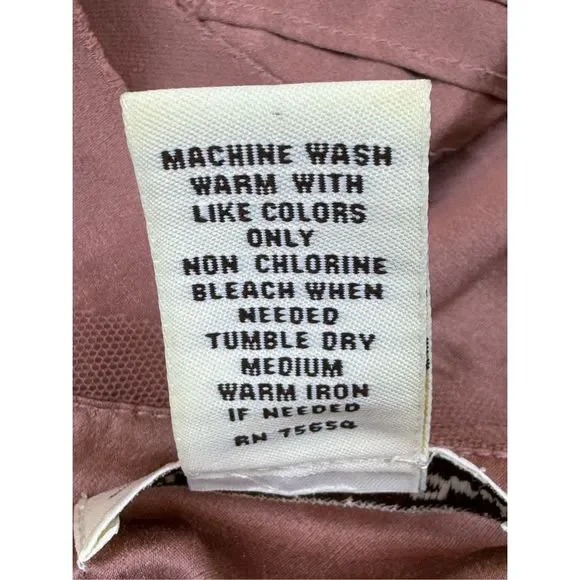 MACHINE WASH
WARM WITH
LIKE COLORS
ONLY
NON CHLORINE
BLEACH WHEN
NEEDED
TUMBLE DRY
MEDIUM
WARM IRON
IF NEEDED
RN 75654